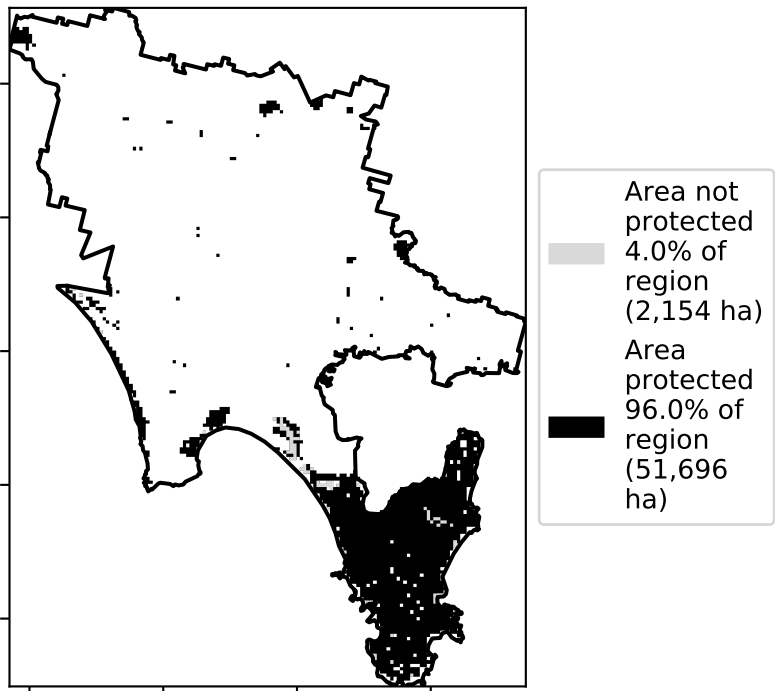 Area not
protected
4.0% of
region
(2,154 ha)
Area
protected
96.0% of
region
(51,696
ha)